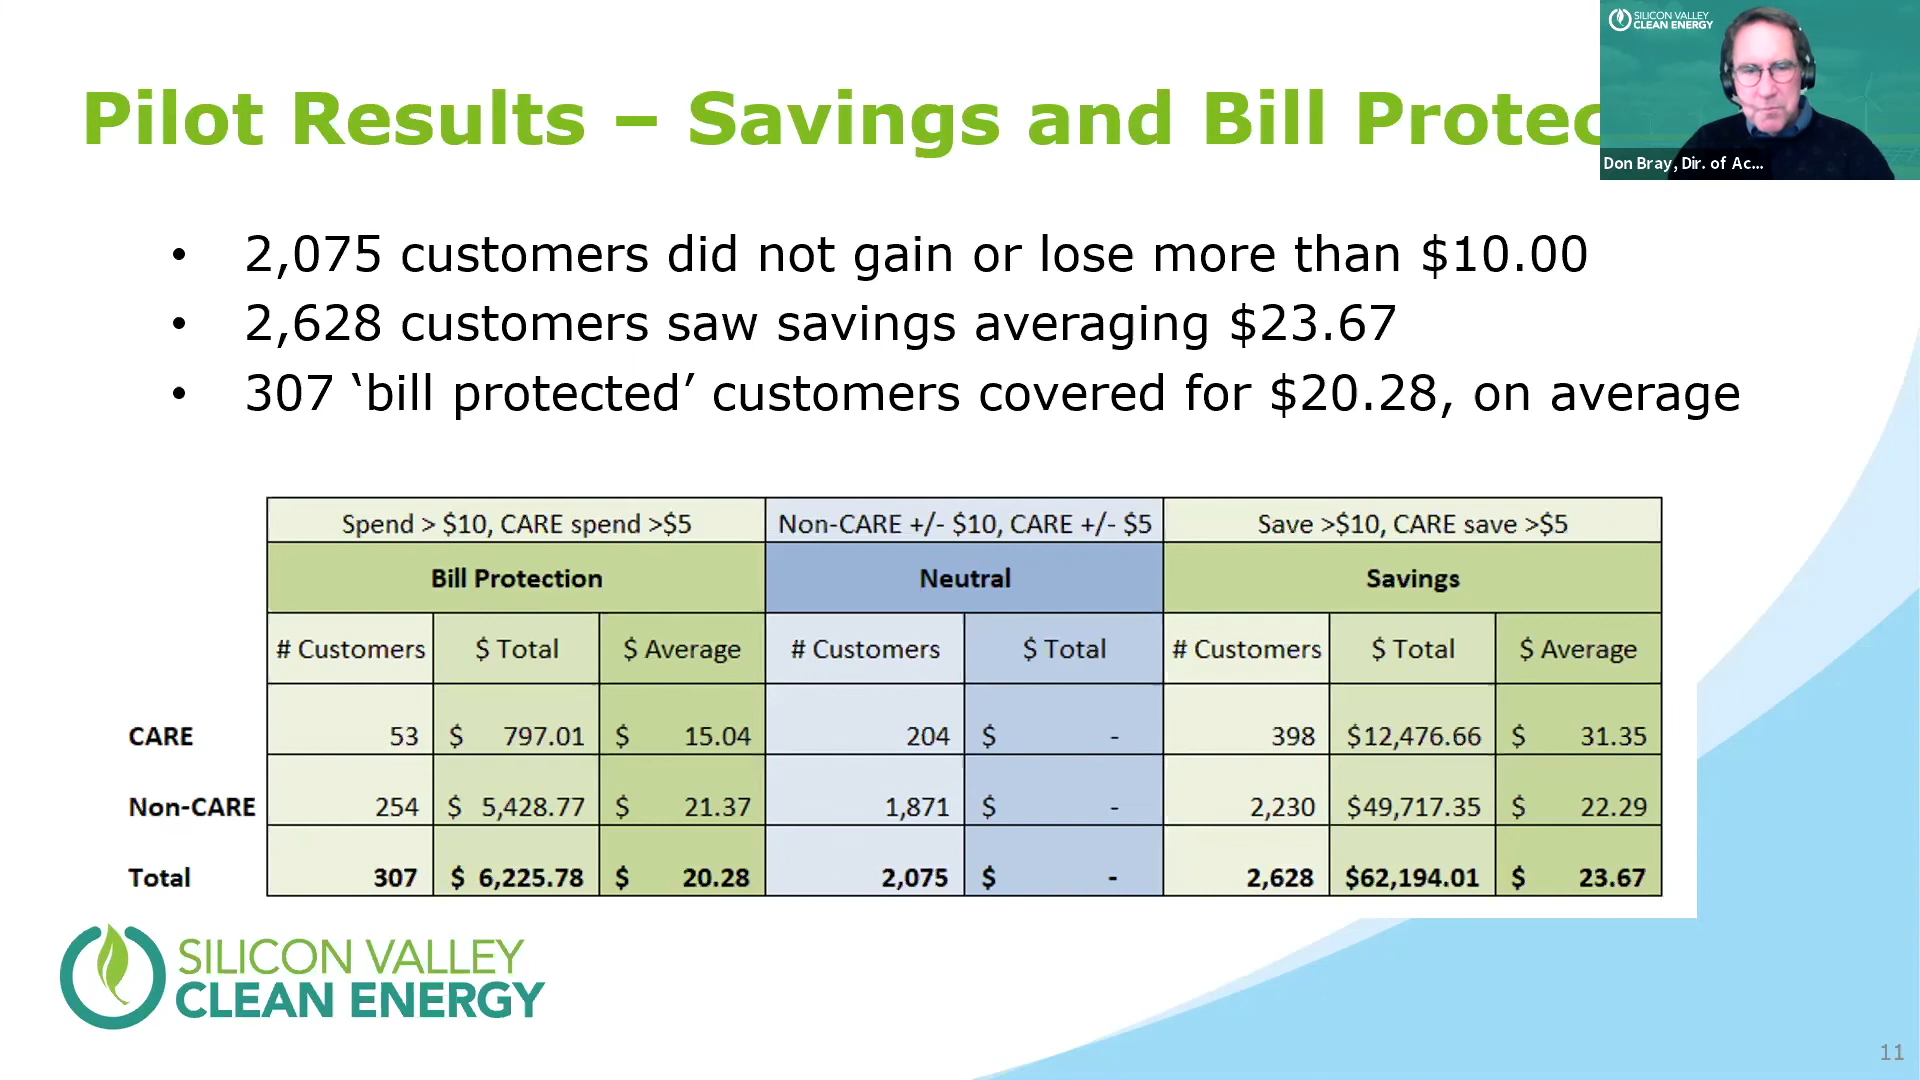 SILICON VALLEY
CLEAN ENERGY
Don Bray, Dir. of Ac...
Pilot Results – Savings and Bill Protec
• 2,075 customers did not gain or lose more than $10.00
• 2,628 customers saw savings averaging $23.67
• 307 ‘bill protected’ customers covered for $20.28, on average
Spend > $10, CARE spend >$5 Non-CARE +/- $10, CARE +/- $5 Save >$10, CARE save >$5
Bill Protection Neutral Savings
# Customers $ Total $ Average # Customers $ Total # Customers $ Total $ Average
CARE 53 $ 797.01 $ 15.04 204 $ - 398 $12,476.66 $ 31.35
Non-CARE 254 $ 5,428.77 $ 21.37 1,871 $ - 2,230 $49,717.35 $ 22.29
Total 307 $ 6,225.78 $ 20.28 2,075 $ - 2,628 $62,194.01 $ 23.67
SILICON VALLEY
CLEAN ENERGY
11